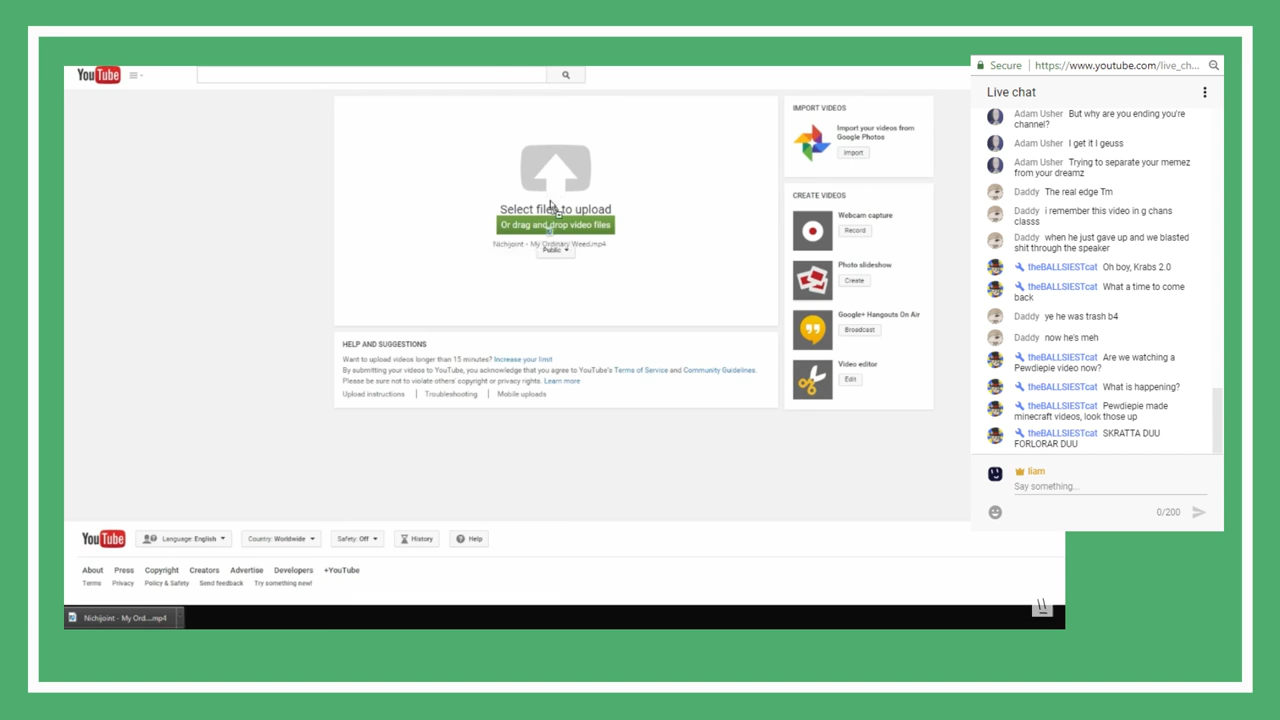 YouTube
Select files to upload
Or drag and drop video files
Nichijoint - My Ordinary Weed.mp4
Public
IMPORT VIDEOS
Import your videos from
Google Photos
Import
CREATE VIDEOS
Webcam capture
Record
Photo slideshow
Create
Google+ Hangouts On Air
Broadcast
Video editor
Edit
HELP AND SUGGESTIONS
Want to upload videos longer than 15 minutes? Increase your limit
By submitting your videos to YouTube, you acknowledge that you agree to YouTube's Terms of Service and Community Guidelines.
Please be sure not to violate others' copyright or privacy rights. Learn more
Upload instructions | Troubleshooting | Mobile uploads
YouTube Language: English Country: Worldwide Safety: Off History Help
About Press Copyright Creators Advertise Developers +YouTube
Terms Privacy Policy & Safety Send feedback Try something new!
Nichijoint - My Ord....mp4
Secure | https://www.youtube.com/live_ch...
Live chat
Adam Usher But why are you ending you're
channel?
Adam Usher I get it I geuss
Adam Usher Trying to separate your memez
from your dreamz
Daddy The real edge Tm
Daddy i remember this video in g chans
classs
Daddy when he just gave up and we blasted
shit through the speaker
theBALLSIESTcat Oh boy, Krabs 2.0
theBALLSIESTcat What a time to come
back
Daddy ye he was trash b4
Daddy now he's meh
theBALLSIESTcat Are we watching a
Pewdiepie video now?
theBALLSIESTcat What is happening?
theBALLSIESTcat Pewdiepie made
minecraft videos, look those up
theBALLSIESTcat SKRATTA DUU
FORLORAR DUU
liam
Say something...
0/200